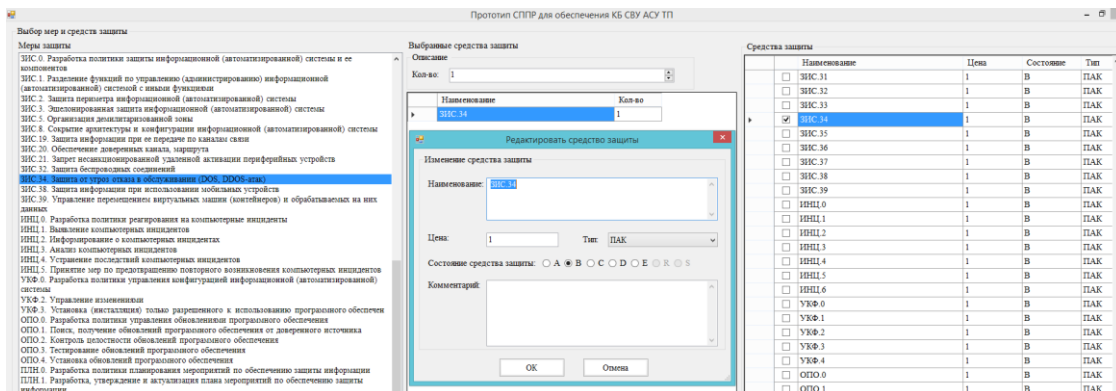 Прототип СППР для обеспечения КБ СВУ АСУ ТП
Выбор мер и средств защиты
Меры защиты
ЗИС.0. Разработка политики защиты информационной (автоматизированной) системы и ее
компонентов
ЗИС.1. Разделение функций по управлению (администрированию) информационной
(автоматизированной) системой с иными функциями
ЗИС.2. Защита периметра информационной (автоматизированной) системы
ЗИС.3. Эшелонированная защита информационной (автоматизированной) системы
ЗИС.5. Организация демилитаризованной зоны
ЗИС.8. Сокрытие архитектуры и конфигурации информационной (автоматизированной) системы
ЗИС.19. Защита информации при ее передаче по каналам связи
ЗИС.20. Обеспечение доверенных канала, маршрута
ЗИС.21. Запрет несанкционированной удаленной активации периферийных устройств
ЗИС.32. Защита беспроводных соединений
ЗИС.34. Защита от угроз отказа в обслуживании (DOS, DDOS-атак)
ЗИС.38. Защита информации при использовании мобильных устройств
ЗИС.39. Управление перемещением виртуальных машин (контейнеров) и обрабатываемых на них
данных
ИНЦ.0. Разработка политики реагирования на компьютерные инциденты
ИНЦ.1. Выявление компьютерных инцидентов
ИНЦ.2. Информирование о компьютерных инцидентах
ИНЦ.3. Анализ компьютерных инцидентов
ИНЦ.4. Устранение последствий компьютерных инцидентов
ИНЦ.5. Принятие мер по предотвращению повторного возникновения компьютерных инцидентов
УКФ.0. Разработка политики управления конфигурацией информационной (автоматизированной)
системы
УКФ.2. Управление изменениями
УКФ.3. Установка (инсталляция) только разрешенного к использованию программного обеспечен
ОПО.0. Разработка политики управления обновлениями программного обеспечения
ОПО.1. Поиск, получение обновлений программного обеспечения от доверенного источника
ОПО.2. Контроль целостности обновлений программного обеспечения
ОПО.3. Тестирование обновлений программного обеспечения
ОПО.4. Установка обновлений программного обеспечения
ПЛН.0. Разработка политики планирования мероприятий по обеспечению защиты информации
ПЛН.1. Разработка, утверждение и актуализация плана мероприятий по обеспечению защиты
информации
Выбранные средства защиты
Описание
Кол-во: 1
Наименование Кол-во
ЗИС.34 1
Редактировать средство защиты
Изменение средства защиты
Наименование: ЗИС.34
Цена: 1 Тип: ПАК
Состояние средства защиты: A B C D E R S
Комментарий:
OK Отмена
Средства защиты
Наименование Цена Состояние Тип
ЗИС.31 1 B ПАК
ЗИС.32 1 B ПАК
ЗИС.33 1 B ПАК
ЗИС.34 1 B ПАК
ЗИС.35 1 B ПАК
ЗИС.36 1 B ПАК
ЗИС.37 1 B ПАК
ЗИС.38 1 B ПАК
ЗИС.39 1 B ПАК
ИНЦ.0 1 B ПАК
ИНЦ.1 1 B ПАК
ИНЦ.2 1 B ПАК
ИНЦ.3 1 B ПАК
ИНЦ.4 1 B ПАК
ИНЦ.5 1 B ПАК
ИНЦ.6 1 B ПАК
УКФ.0 1 B ПАК
УКФ.1 1 B ПАК
УКФ.2 1 B ПАК
УКФ.3 1 B ПАК
УКФ.4 1 B ПАК
ОПО.0 1 B ПАК
ОПО.1 1 B ПАК